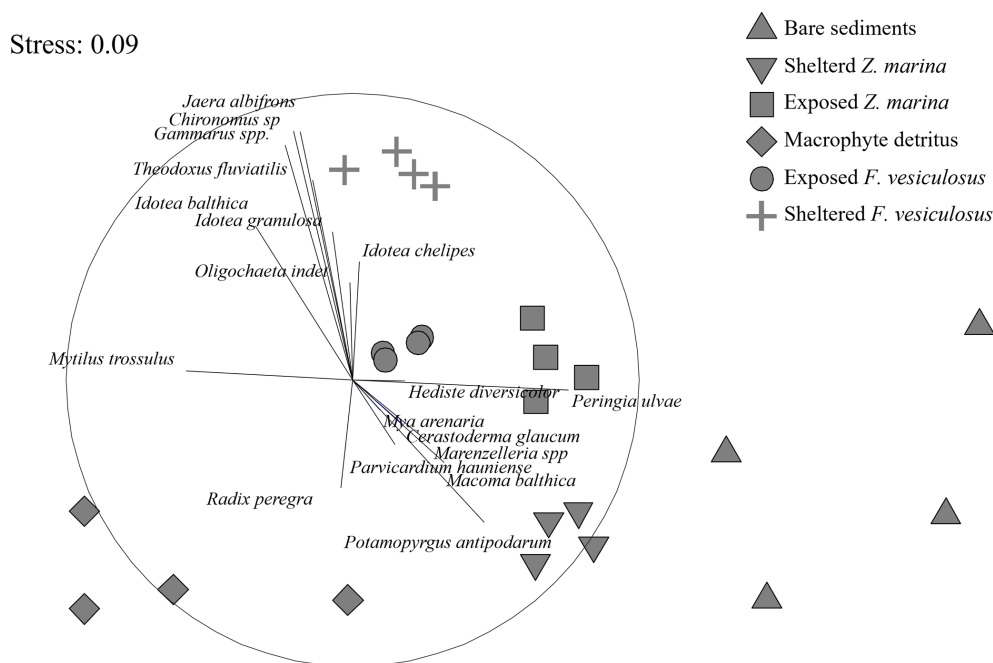 Stress: 0.09
Bare sediments
Shelterd Z. marina
Exposed Z. marina
Macrophyte detritus
Exposed F. vesiculosus
Sheltered F. vesiculosus
Jaera albifrons
Chironomus sp
Gammarus spp.
Theodoxus fluviatilis
Idotea balthica
Idotea granulosa
Idotea chelipes
Oligochaeta indet
Mytilus trossulus
Hediste diversicolor
Peringia ulvae
Mya arenaria
Cerastoderma glaucum
Marenzelleria spp
Parvicardium hauniense
Macoma balthica
Radix peregra
Potamopyrgus antipodarum